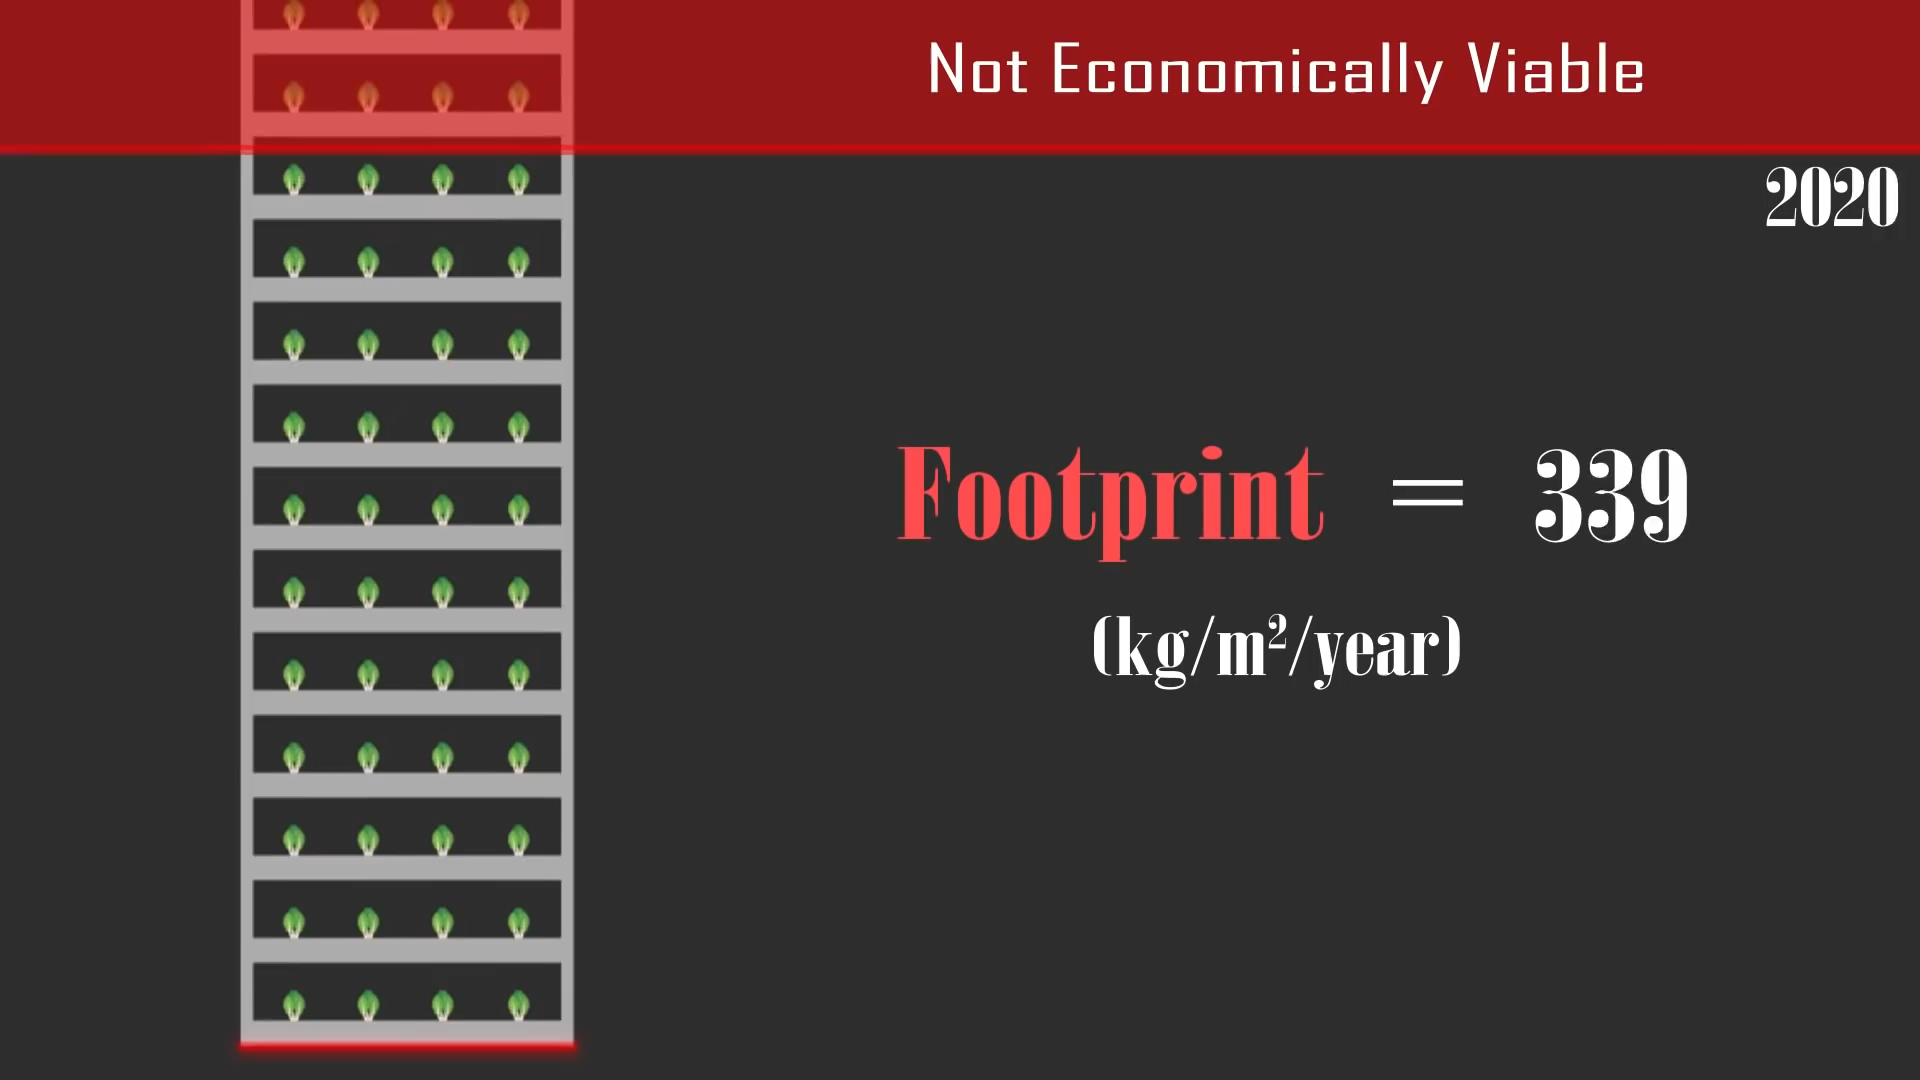 Not Economically Viable
2020
Footprint = 339
(kg/m²/year)